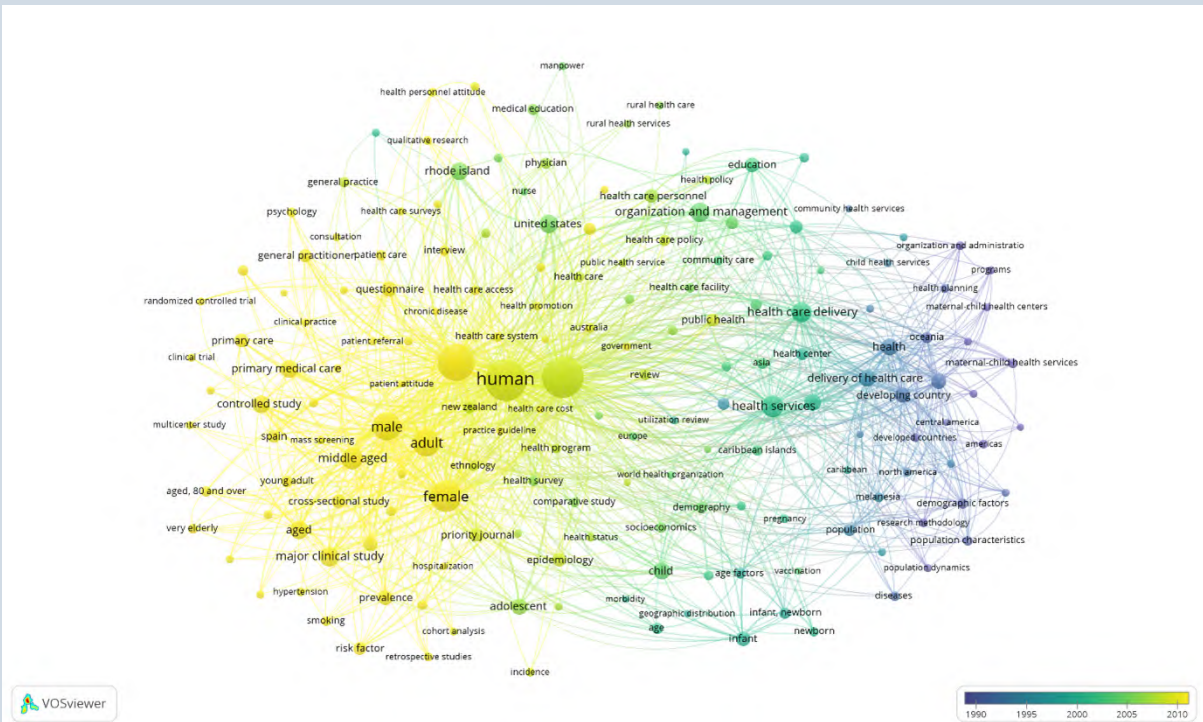 manpower
health personnel attitude
medical education
rural health care
rural health services
qualitative research
physician
education
rhode island
health policy
general practice
nurse
health care personnel
psychology
health care surveys
organization and management
community health services
united states
consultation
health care policy
organization and administratio
general practitioner
patient care
interview
public health service
community care
child health services
programs
health care
questionnaire
health care access
health care facility
health planning
randomized controlled trial
chronic disease
health promotion
maternal-child health centers
clinical practice
public health
health care delivery
australia
primary care
patient referral
health care system
government
health
oceania
clinical trial
health center
primary medical care
asia
maternal-child health services
patient attitude
human
review
delivery of health care
developing country
controlled study
new zealand
health care cost
health services
multicenter study
male
practice guideline
utilization review
central america
spain
mass screening
adult
europe
developed countries
americas
middle aged
health program
caribbean islands
ethnology
world health organization
caribbean
north america
young adult
health survey
aged, 80 and over
cross-sectional study
female
comparative study
melanesia
demographic factors
demography
very elderly
aged
priority journal
health status
socioeconomics
pregnancy
population
research methodology
population characteristics
major clinical study
epidemiology
hospitalization
child
age factors
vaccination
population dynamics
hypertension
prevalence
morbidity
diseases
smoking
adolescent
geographic distribution
infant, newborn
cohort analysis
age
newborn
risk factor
retrospective studies
infant
incidence
VOSviewer
1990 1995 2000 2005 2010